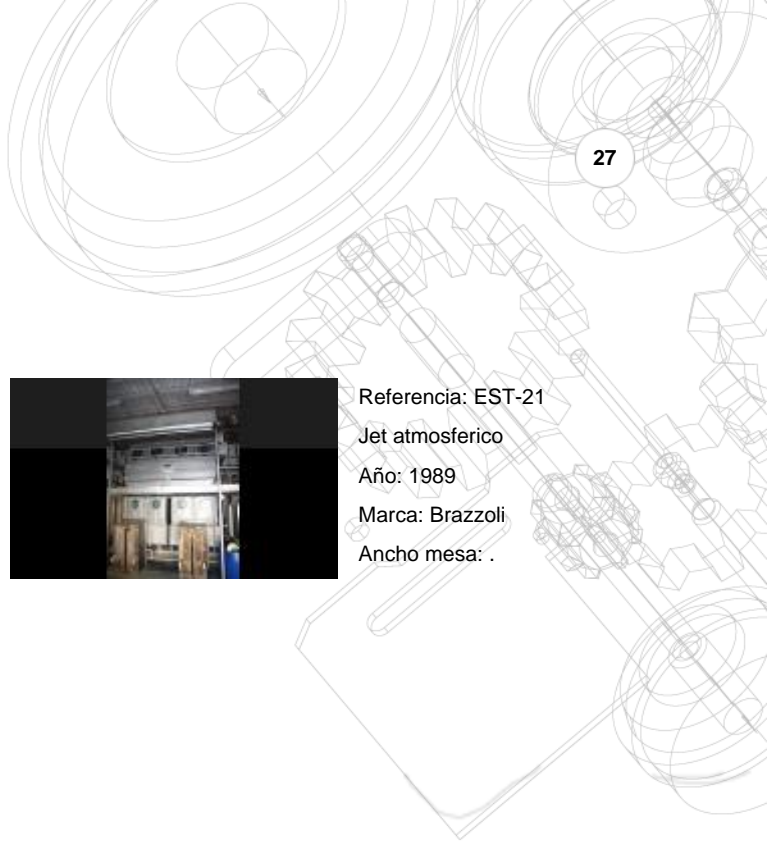 27
Referencia: EST-21
Jet atmosferico
Año: 1989
Marca: Brazzoli
Ancho mesa: .